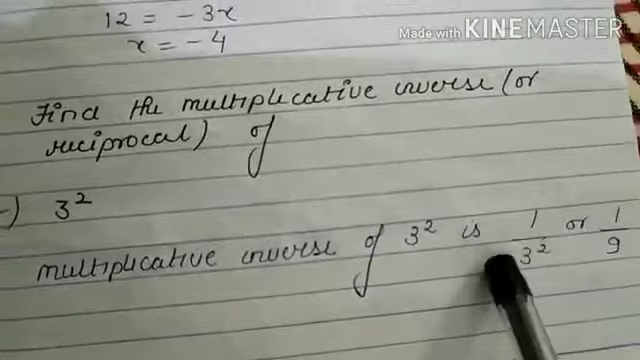 12 = -3x
Made with KINEMASTER
x = -4
Find the multiplicative inverse (or
reciprocal) of
-) 3²
multiplicative inverse of 3² is 1/3² or 1/9